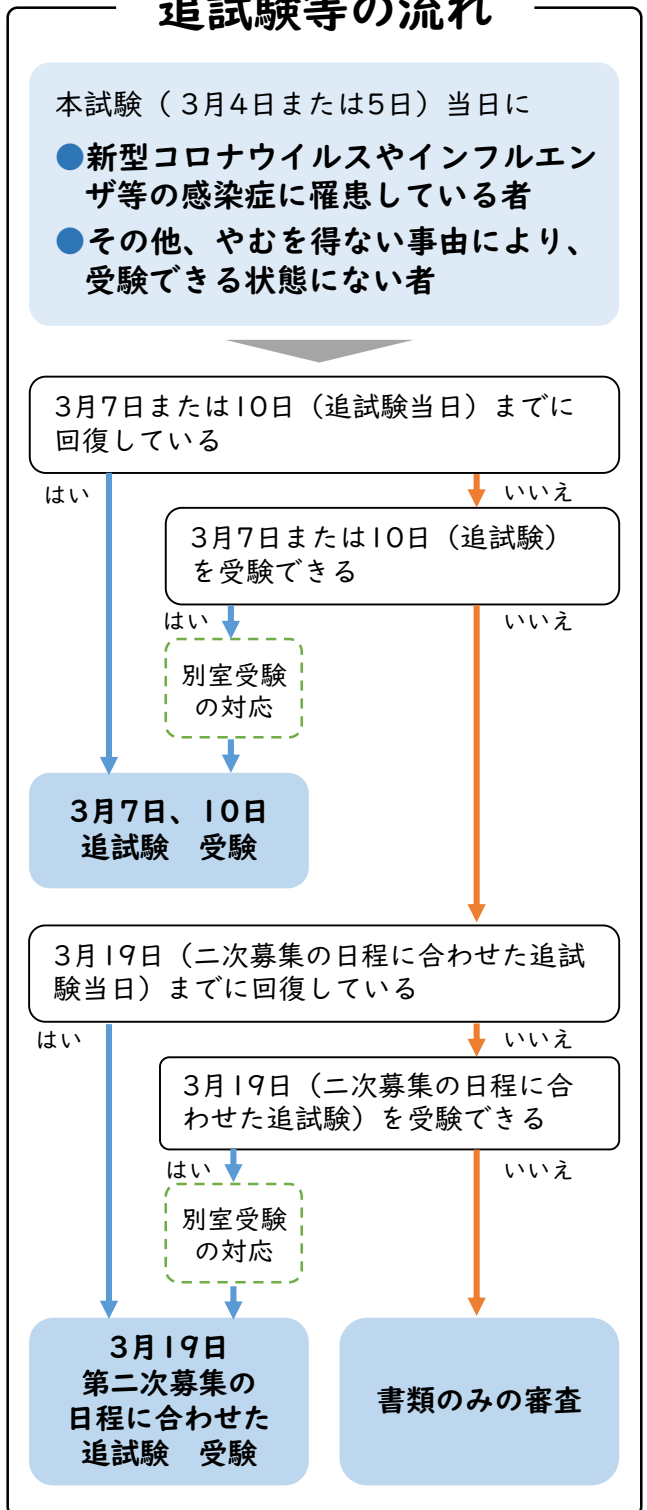 追試験等の流れ
本試験（3月4日または5日）当日に
●新型コロナウイルスやインフルエン
ザ等の感染症に罹患している者
●その他、やむを得ない事由により、
受験できる状態にない者
3月7日または10日（追試験当日）までに
回復している
はい
いいえ
3月7日または10日（追試験）
を受験できる
はい
いいえ
別室受験
の対応
3月7日、10日
追試験　受験
3月19日（二次募集の日程に合わせた追試
験当日）までに回復している
はい
いいえ
3月19日（二次募集の日程に合
わせた追試験）を受験できる
はい
いいえ
別室受験
の対応
3月19日
第二次募集の
日程に合わせた
追試験　受験
書類のみの審査